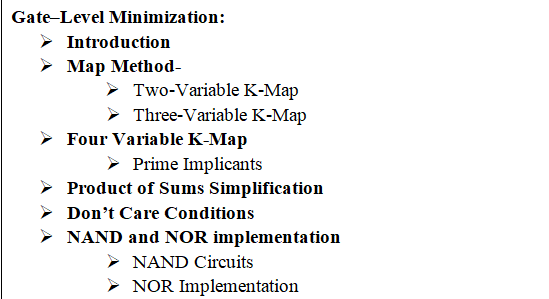 Gate–Level Minimization:
➢ Introduction
➢ Map Method-
➢ Two-Variable K-Map
➢ Three-Variable K-Map
➢ Four Variable K-Map
➢ Prime Implicants
➢ Product of Sums Simplification
➢ Don’t Care Conditions
➢ NAND and NOR implementation
➢ NAND Circuits
➢ NOR Implementation